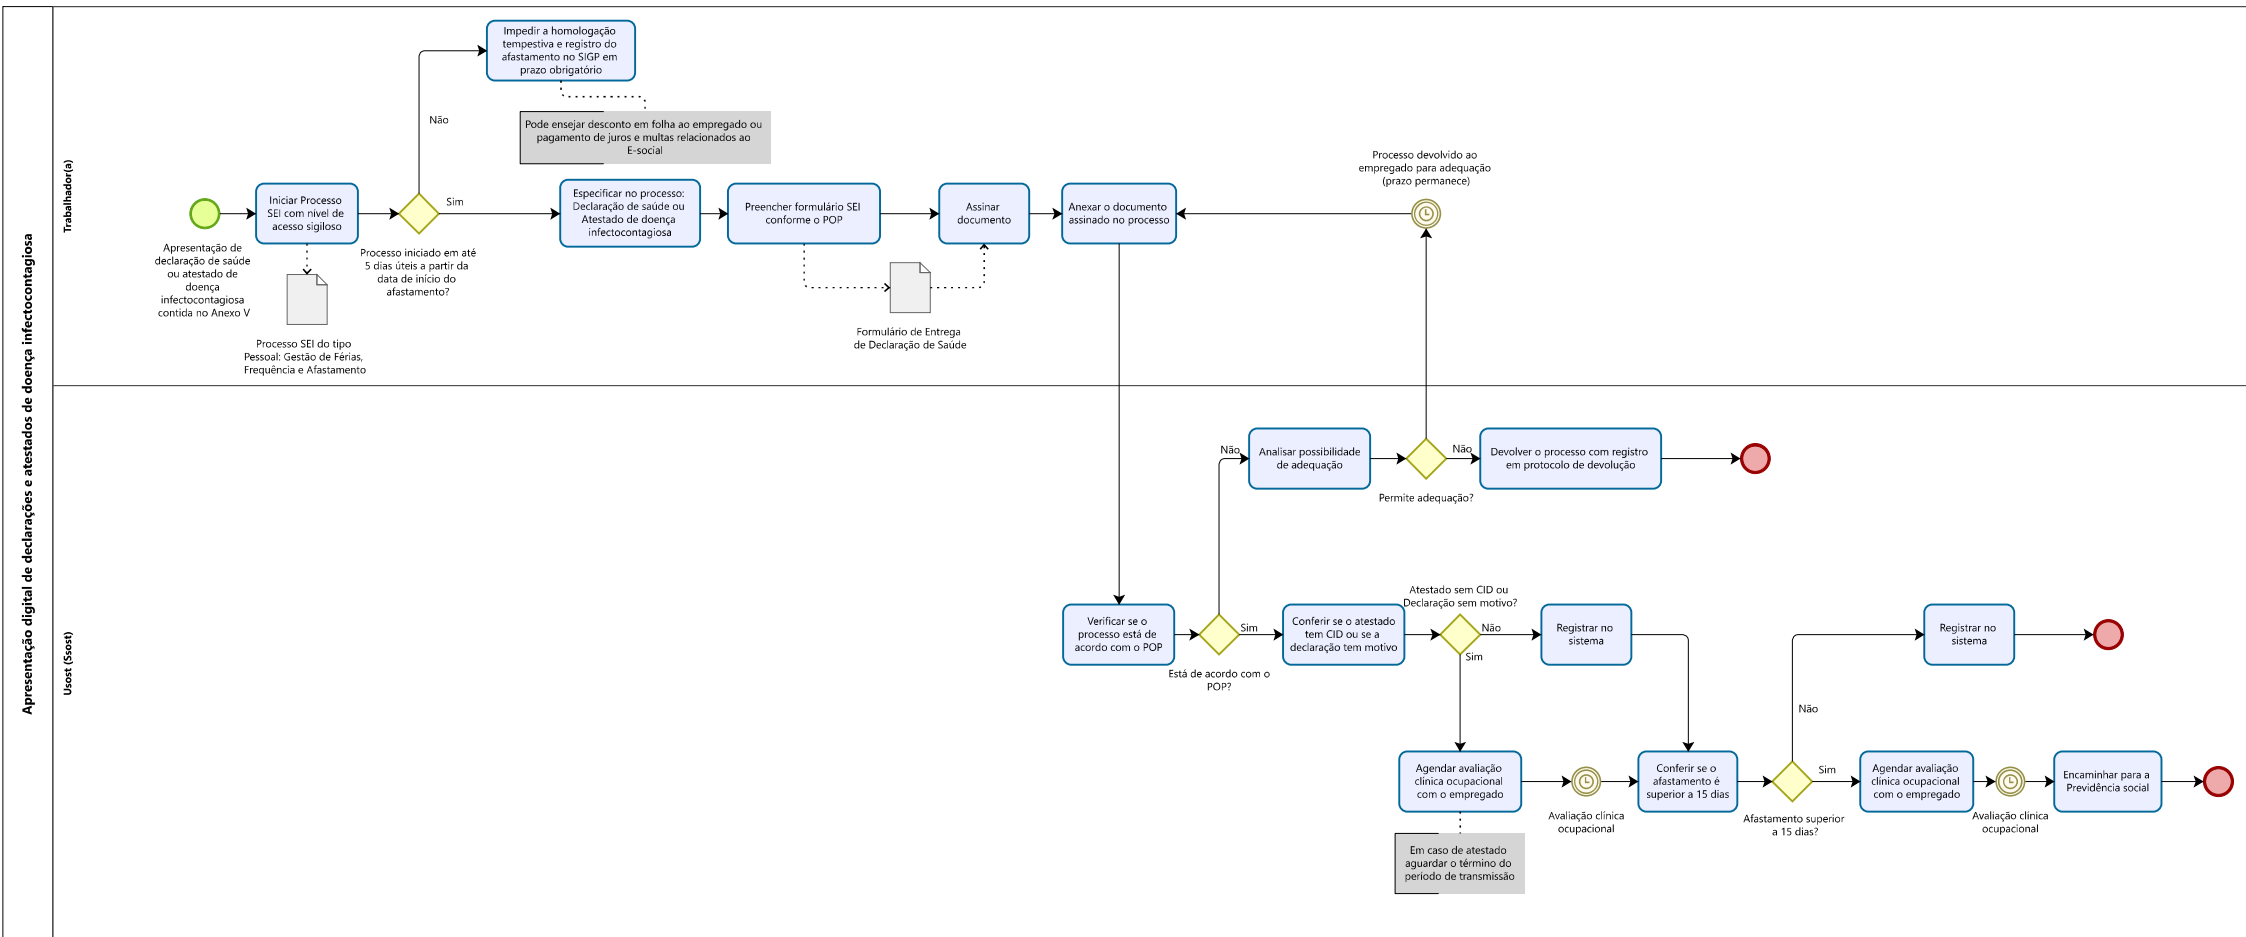 Apresentação digital de declarações e atestados de doença infectocontagiosa
Trabalhador(a)
Impedir a homologação
tempestiva e registro do
afastamento no SIGP em
prazo obrigatório
Não
Pode ensejar desconto em folha ao empregado ou
pagamento de juros e multas relacionados ao
E-social
Apresentação de
declaração de saúde
ou atestado de
doença
infectocontagiosa
contida no Anexo V
Iniciar Processo
SEI com nível de
acesso sigiloso
Processo SEI do tipo
Pessoal: Gestão de Férias,
Frequência e Afastamento
Processo iniciado em até
5 dias úteis a partir da
data de início do
afastamento?
Sim
Especificar no processo:
Declaração de saúde ou
Atestado de doença
infectocontagiosa
Preencher formulário SEI
conforme o POP
Formulário de Entrega
de Declaração de Saúde
Assinar
documento
Anexar o documento
assinado no processo
Processo devolvido ao
empregado para adequação
(prazo permanece)
Usost (Ssost)
Não
Analisar possibilidade
de adequação
Permite adequação?
Não
Devolver o processo com registro
em protocolo de devolução
Verificar se o
processo está de
acordo com o POP
Está de acordo com o
POP?
Sim
Conferir se o atestado
tem CID ou se a
declaração tem motivo
Atestado sem CID ou
Declaração sem motivo?
Não
Sim
Registrar no
sistema
Agendar avaliação
clínica ocupacional
com o empregado
Em caso de atestado
aguardar o término do
período de transmissão
Avaliação clínica
ocupacional
Conferir se o
afastamento é
superior a 15 dias
Afastamento superior
a 15 dias?
Não
Registrar no
sistema
Sim
Agendar avaliação
clínica ocupacional
com o empregado
Avaliação clínica
ocupacional
Encaminhar para a
Previdência social